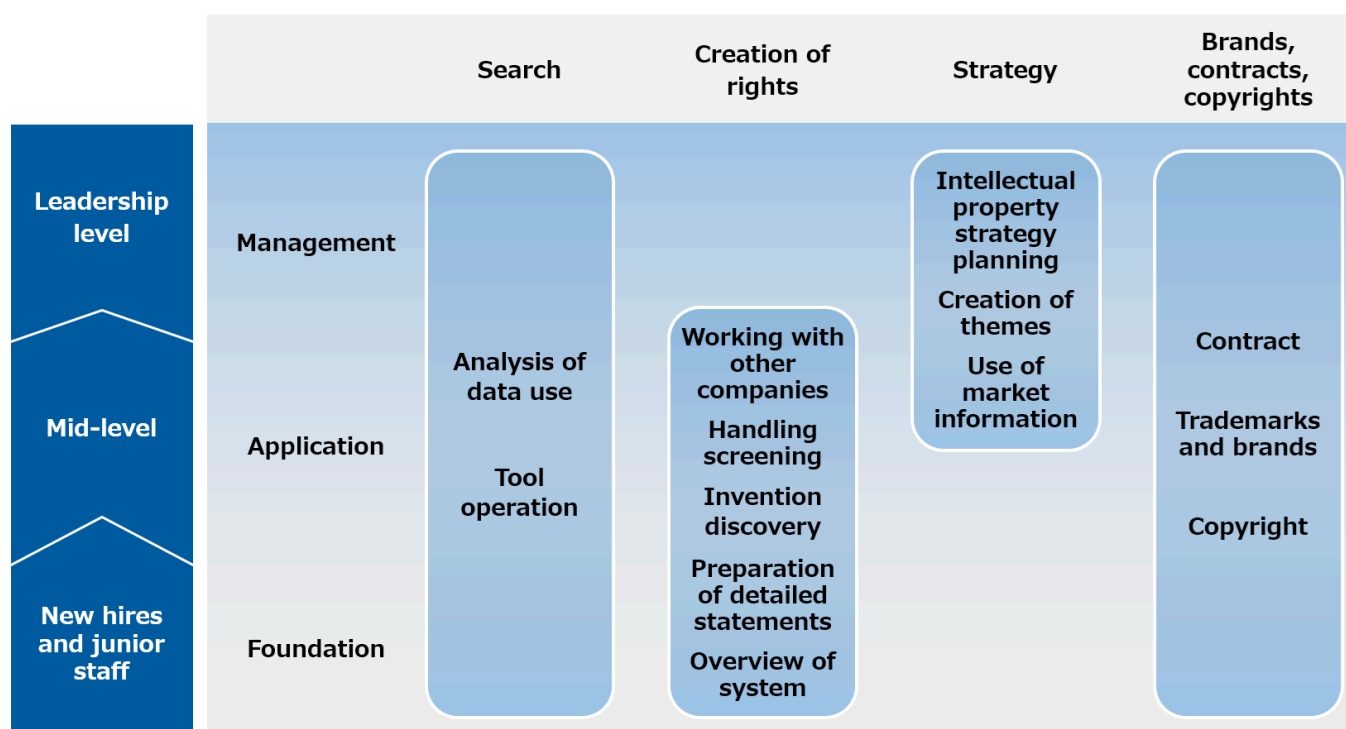 Search
Creation of
rights
Strategy
Brands,
contracts,
copyrights
Leadership
level
Mid-level
New hires
and junior
staff
Management
Application
Foundation
Analysis of
data use
Tool
operation
Working with
other
companies
Handling
screening
Invention
discovery
Preparation
of detailed
statements
Overview of
system
Intellectual
property
strategy
planning
Creation of
themes
Use of
market
information
Contract
Trademarks
and brands
Copyright